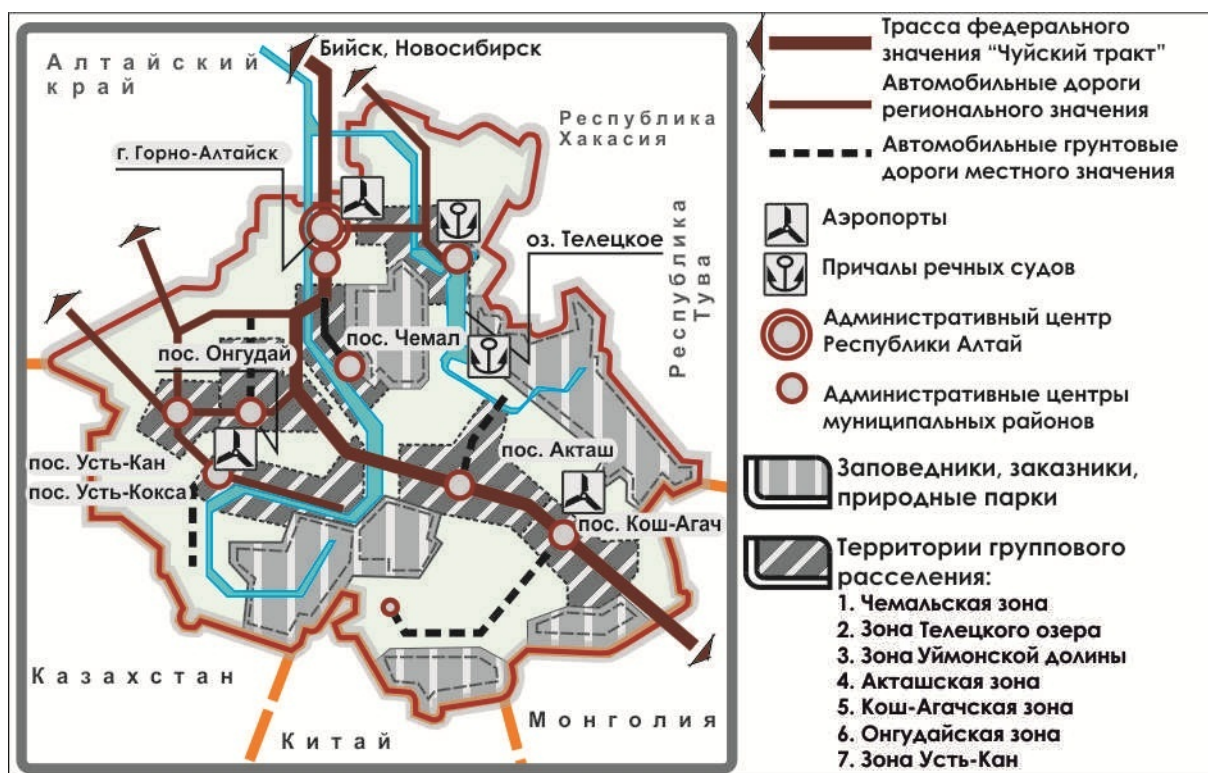 Бийск, Новосибирск
Алтайский
край
Республика
Хакасия
г. Горно-Алтайск
оз. Телецкое
Республика
Тува
пос. Чемал
пос. Онгудай
пос. Усть-Кан
пос. Усть-Кокса
пос. Акташ
пос. Кош-Агач
Казахстан
Китай
Монголия
Трасса федерального
значения “Чуйский тракт”
Автомобильные дороги
регионального значения
Автомобильные грунтовые
дороги местного значения
Аэропорты
Причалы речных судов
Административный центр
Республики Алтай
Административные центры
муниципальных районов
Заповедники, заказники,
природные парки
Территории группового
расселения:
1. Чемальская зона
2. Зона Телецкого озера
3. Зона Уймонской долины
4. Акташская зона
5. Кош-Агачская зона
6. Онгудайская зона
7. Зона Усть-Кан